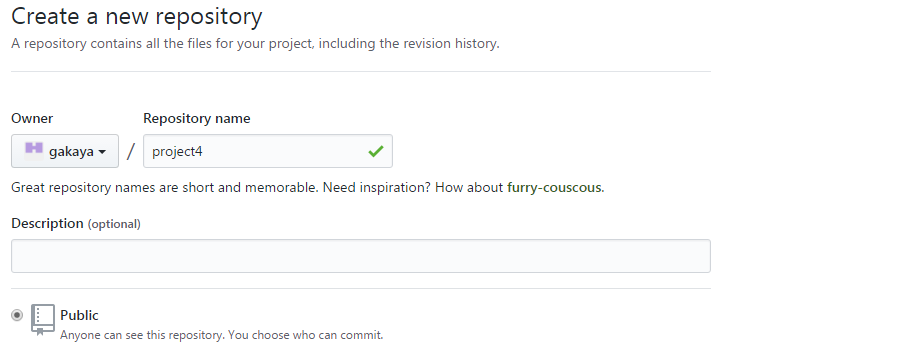 Create a new repository
A repository contains all the files for your project, including the revision history.
Owner
Repository name
gakaya / project4
Great repository names are short and memorable. Need inspiration? How about furry-couscous.
Description (optional)
Public
Anyone can see this repository. You choose who can commit.